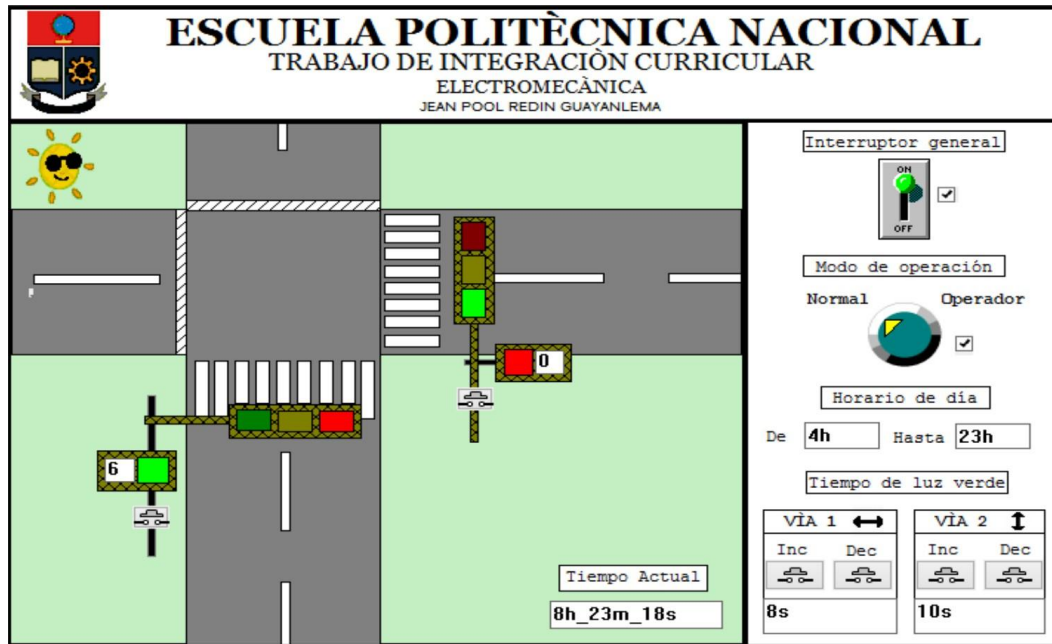 ESCUELA POLITÈCNICA NACIONAL
TRABAJO DE INTEGRACIÒN CURRICULAR
ELECTROMECÀNICA
JEAN POOL REDIN GUAYANLEMA
Interruptor general
ON
OFF
Modo de operación
Normal Operador
0
Horario de día
De 4h Hasta 23h
6
Tiempo de luz verde
VÌA 1 VÌA 2
Inc Dec Inc Dec
Tiempo Actual
8h_23m_18s
8s 10s